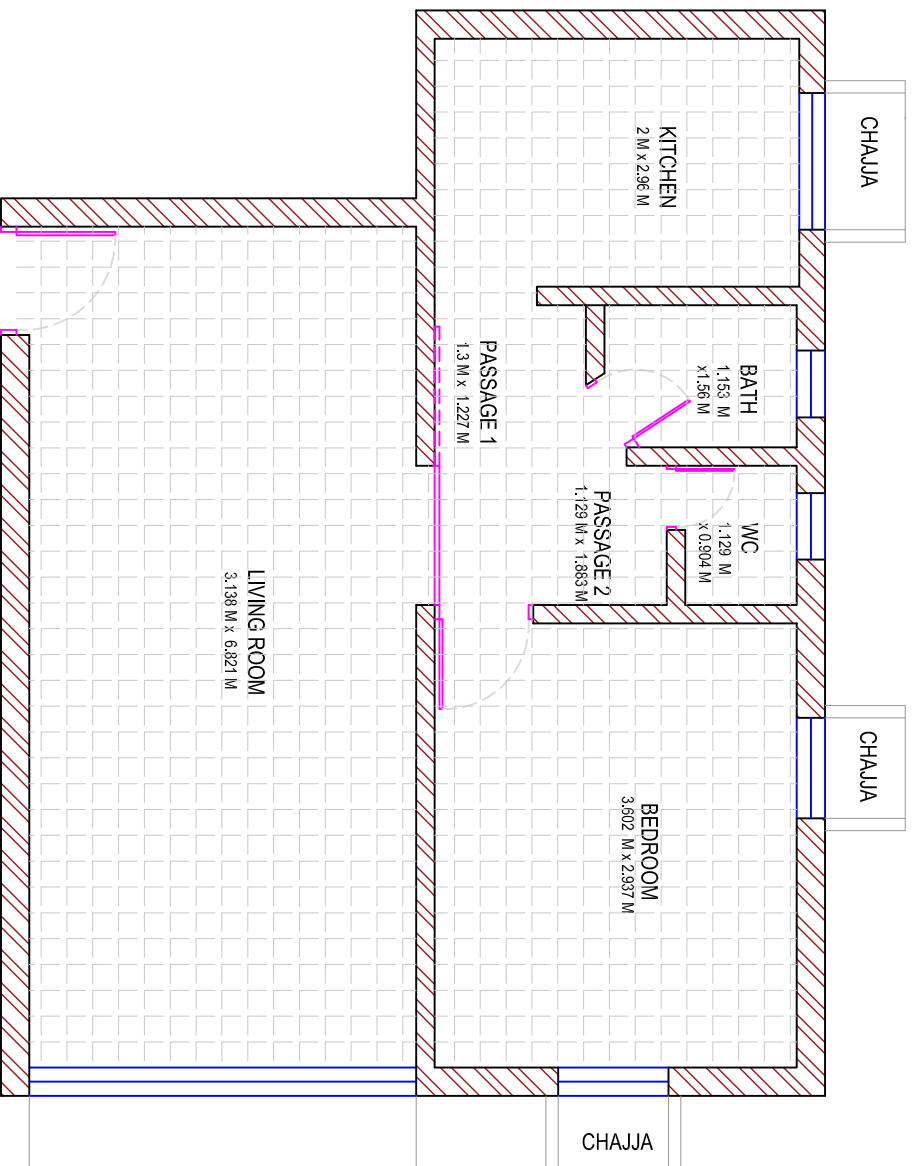 CHAJJA
KITCHEN
2 M x 2.96 M
BATH
1.153 M
x1.56 M
PASSAGE 1
1.3 M x 1.227 M
WC
1.129 M
x 0.904 M
PASSAGE 2
1.129 M x 1.883 M
LIVING ROOM
3.138 M x 6.821 M
CHAJJA
BEDROOM
3.602 M x 2.937 M
CHAJJA